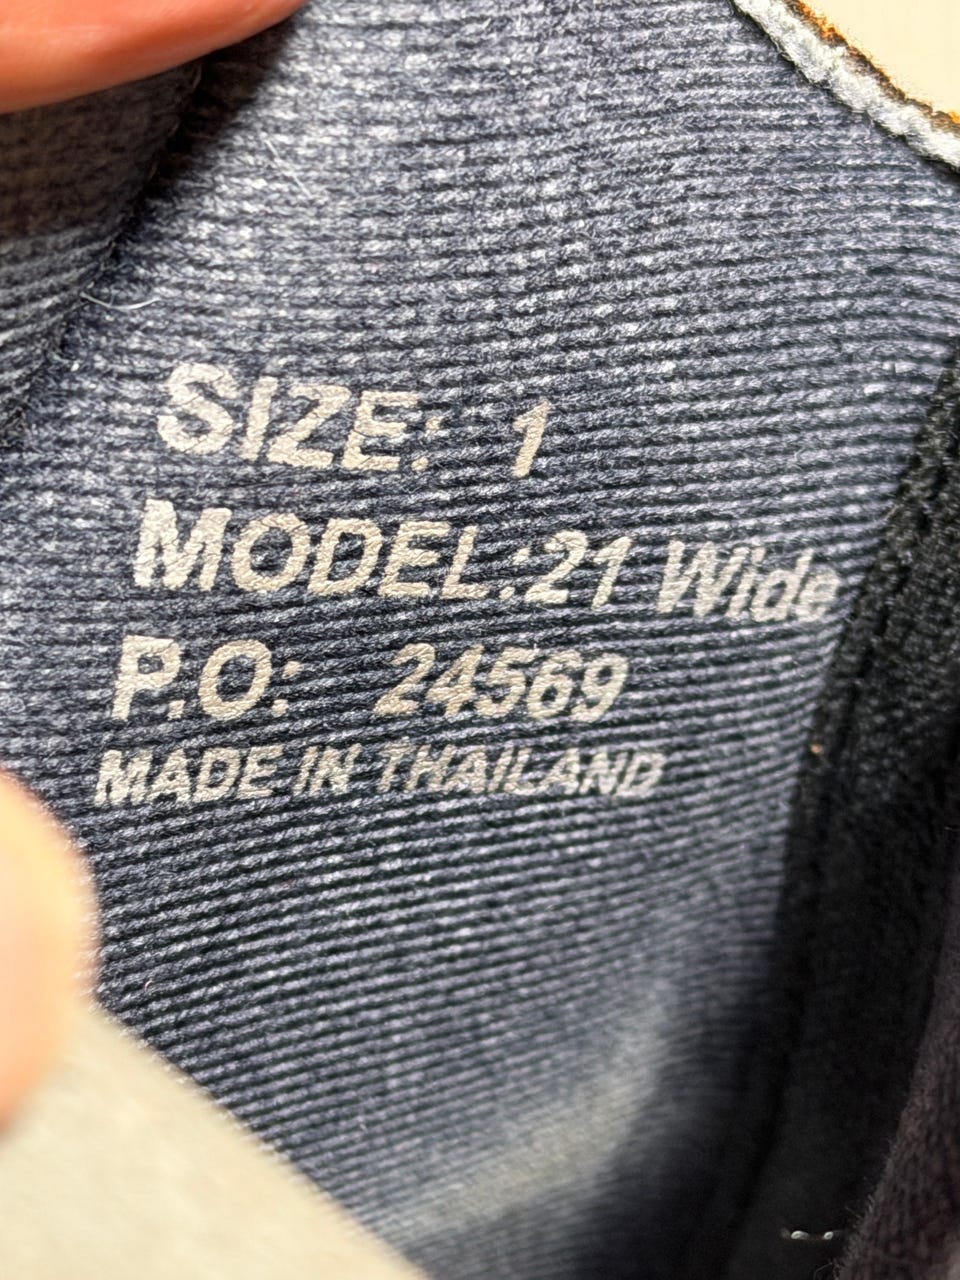 SIZE: 1
MODEL:21 Wide
P.O: 24569
MADE IN THAILAND